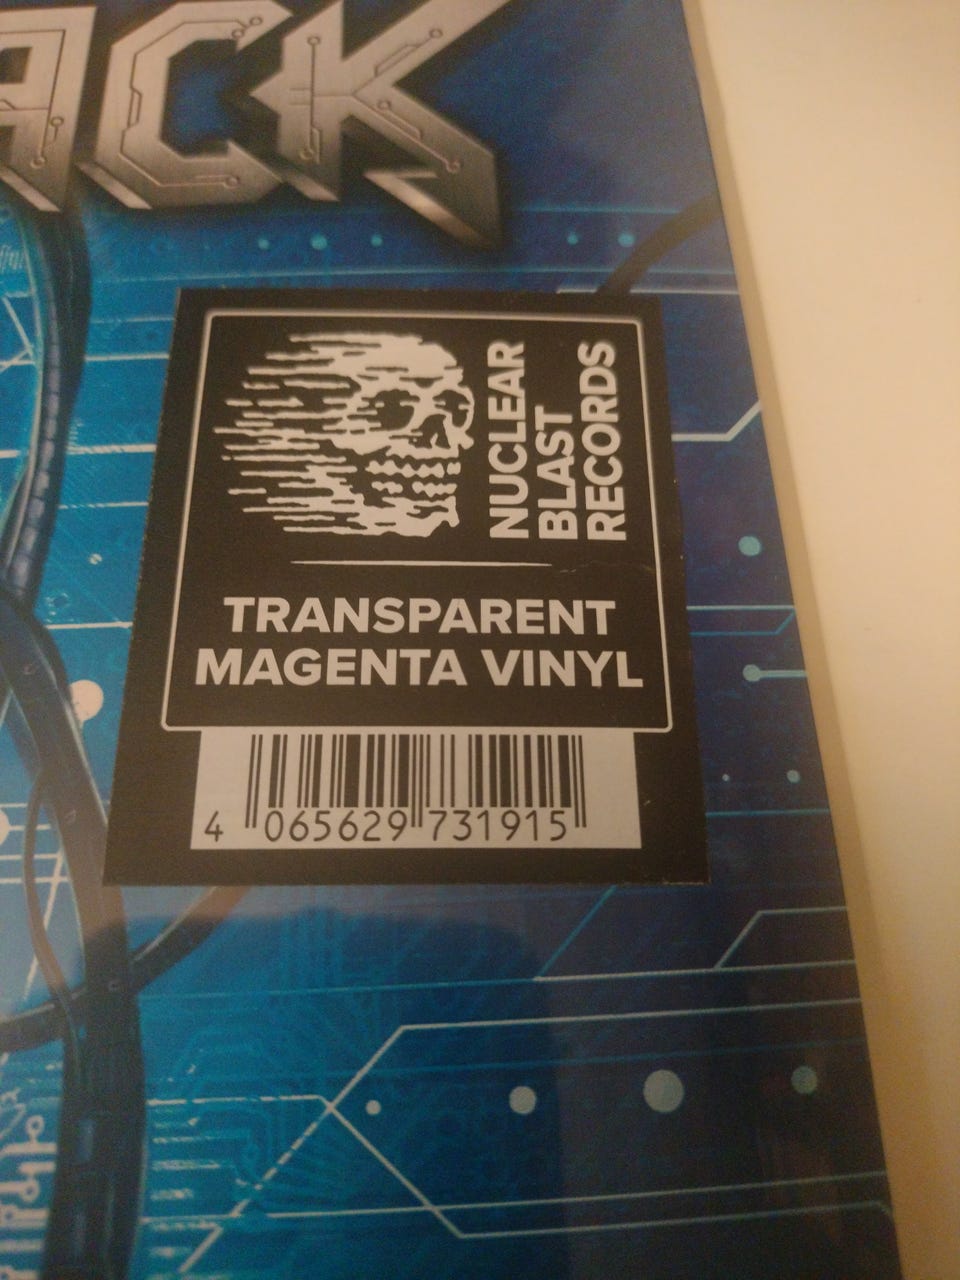 ACK
NUCLEAR
BLAST
RECORDS
TRANSPARENT
MAGENTA VINYL
4 065629 731915